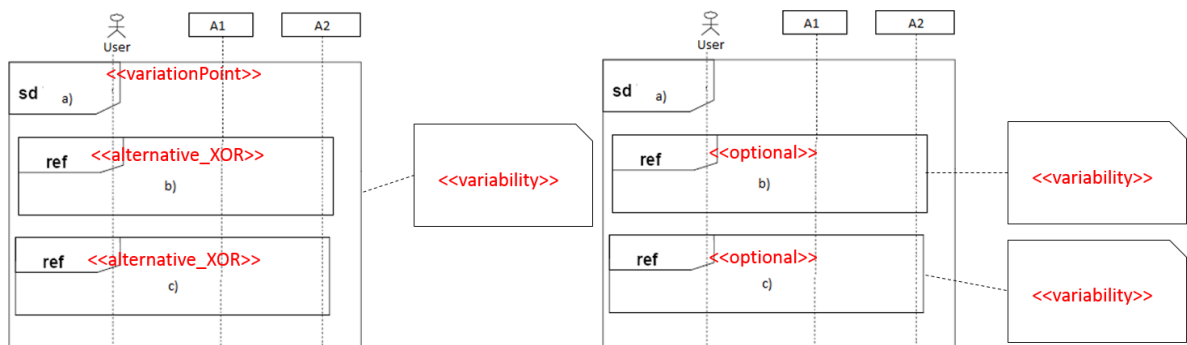 User
A1
A2
<<variationPoint>>
sd
a)
<<alternative_XOR>>
ref
b)
<<alternative_XOR>>
ref
c)
<<variability>>
User
A1
A2
sd
a)
<<optional>>
ref
b)
<<optional>>
ref
c)
<<variability>>
<<variability>>